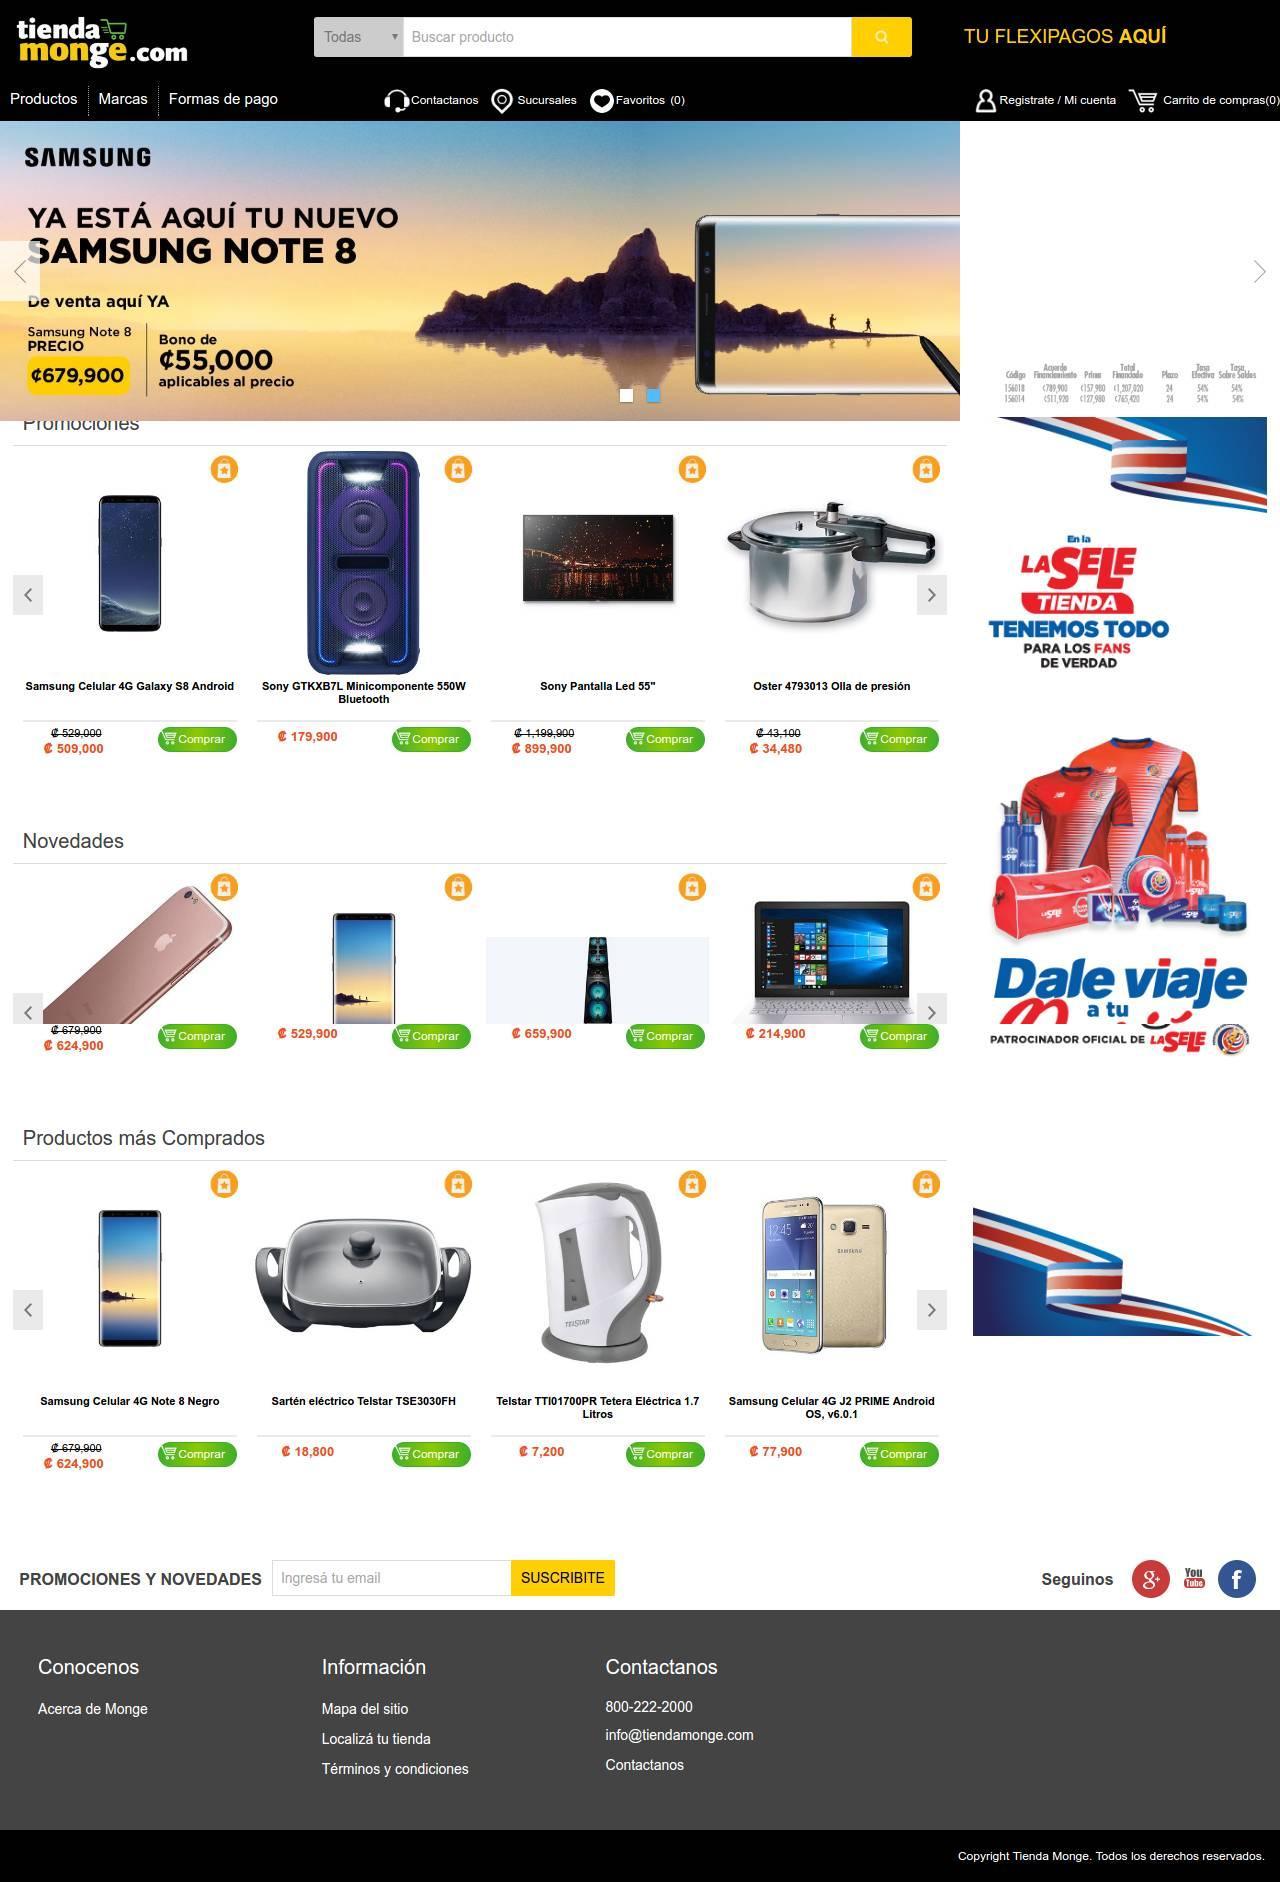 tienda
monge.com
Todas
Buscar producto
TU FLEXIPAGOS AQUÍ
Productos
Marcas
Formas de pago
Contactanos
Sucursales
Favoritos (0)
Registrate / Mi cuenta
Carrito de compras(0)
SAMSUNG
YA ESTÁ AQUÍ TU NUEVO
SAMSUNG NOTE 8
De venta aquí YA
Samsung Note 8
PRECIO
¢679,900
Bono de
¢55,000
aplicables al precio
Código Acuerdo Financiamiento Prima Total Financiado Plazo Tasa Efectiva Tasa Sobre Saldos
156018 ¢789,900 ¢157,980 ¢1,207,020 24 54% 54%
156014 ¢511,920 ¢127,980 ¢765,420 24 54% 54%
Promociones
Samsung Celular 4G Galaxy S8 Android
₡ 529,000
₡ 509,000
Comprar
Sony GTKXB7L Minicomponente 550W
Bluetooth
₡ 179,900
Comprar
Sony Pantalla Led 55"
₡ 1,199,900
₡ 899,900
Comprar
Oster 4793013 Olla de presión
₡ 43,100
₡ 34,480
Comprar
En la
LA SELE
TIENDA
TENEMOS TODO
PARA LOS FANS
DE VERDAD
Novedades
₡ 679,900
₡ 624,900
Comprar
₡ 529,900
Comprar
₡ 659,900
Comprar
₡ 214,900
Comprar
Dale viaje
a tu
PATROCINADOR OFICIAL DE LA SELE
Productos más Comprados
12:45
SAMSUNG
TELSTAR
Samsung Celular 4G Note 8 Negro
₡ 679,900
₡ 624,900
Comprar
Sartén eléctrico Telstar TSE3030FH
₡ 18,800
Comprar
Telstar TTI01700PR Tetera Eléctrica 1.7
Litros
₡ 7,200
Comprar
Samsung Celular 4G J2 PRIME Android
OS, v6.0.1
₡ 77,900
Comprar
PROMOCIONES Y NOVEDADES
Ingresá tu email
SUSCRIBITE
Seguinos
g+
You
Tube
f
Conocenos
Acerca de Monge
Información
Mapa del sitio
Localizá tu tienda
Términos y condiciones
Contactanos
800-222-2000
info@tiendamonge.com
Contactanos
Copyright Tienda Monge. Todos los derechos reservados.